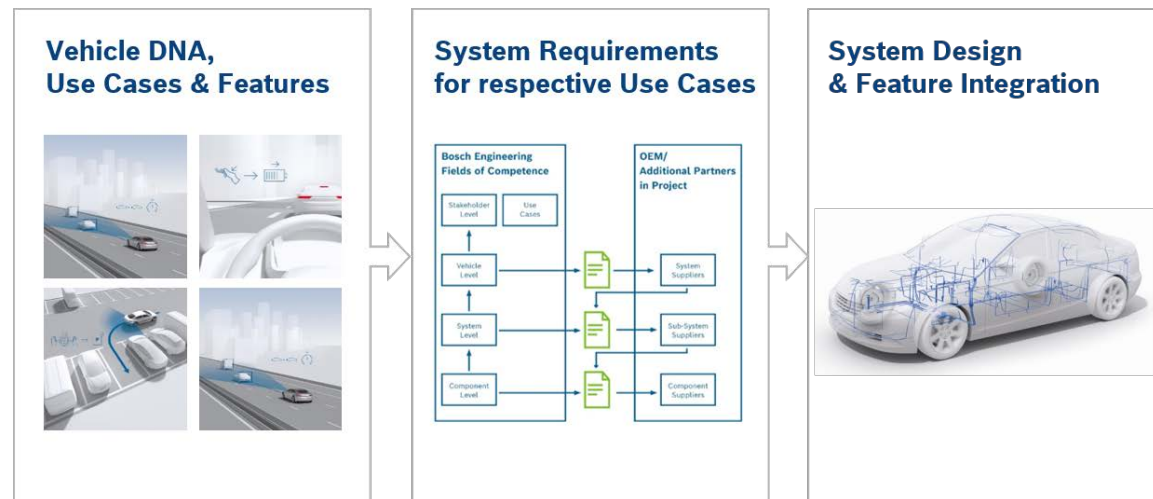 Vehicle DNA,
Use Cases & Features
System Requirements
for respective Use Cases
Bosch Engineering
Fields of Competence
Stakeholder
Level
Use
Cases
Vehicle
Level
System
Level
Component
Level
OEM/
Additional Partners
in Project
System
Suppliers
Sub-System
Suppliers
Component
Suppliers
System Design
& Feature Integration